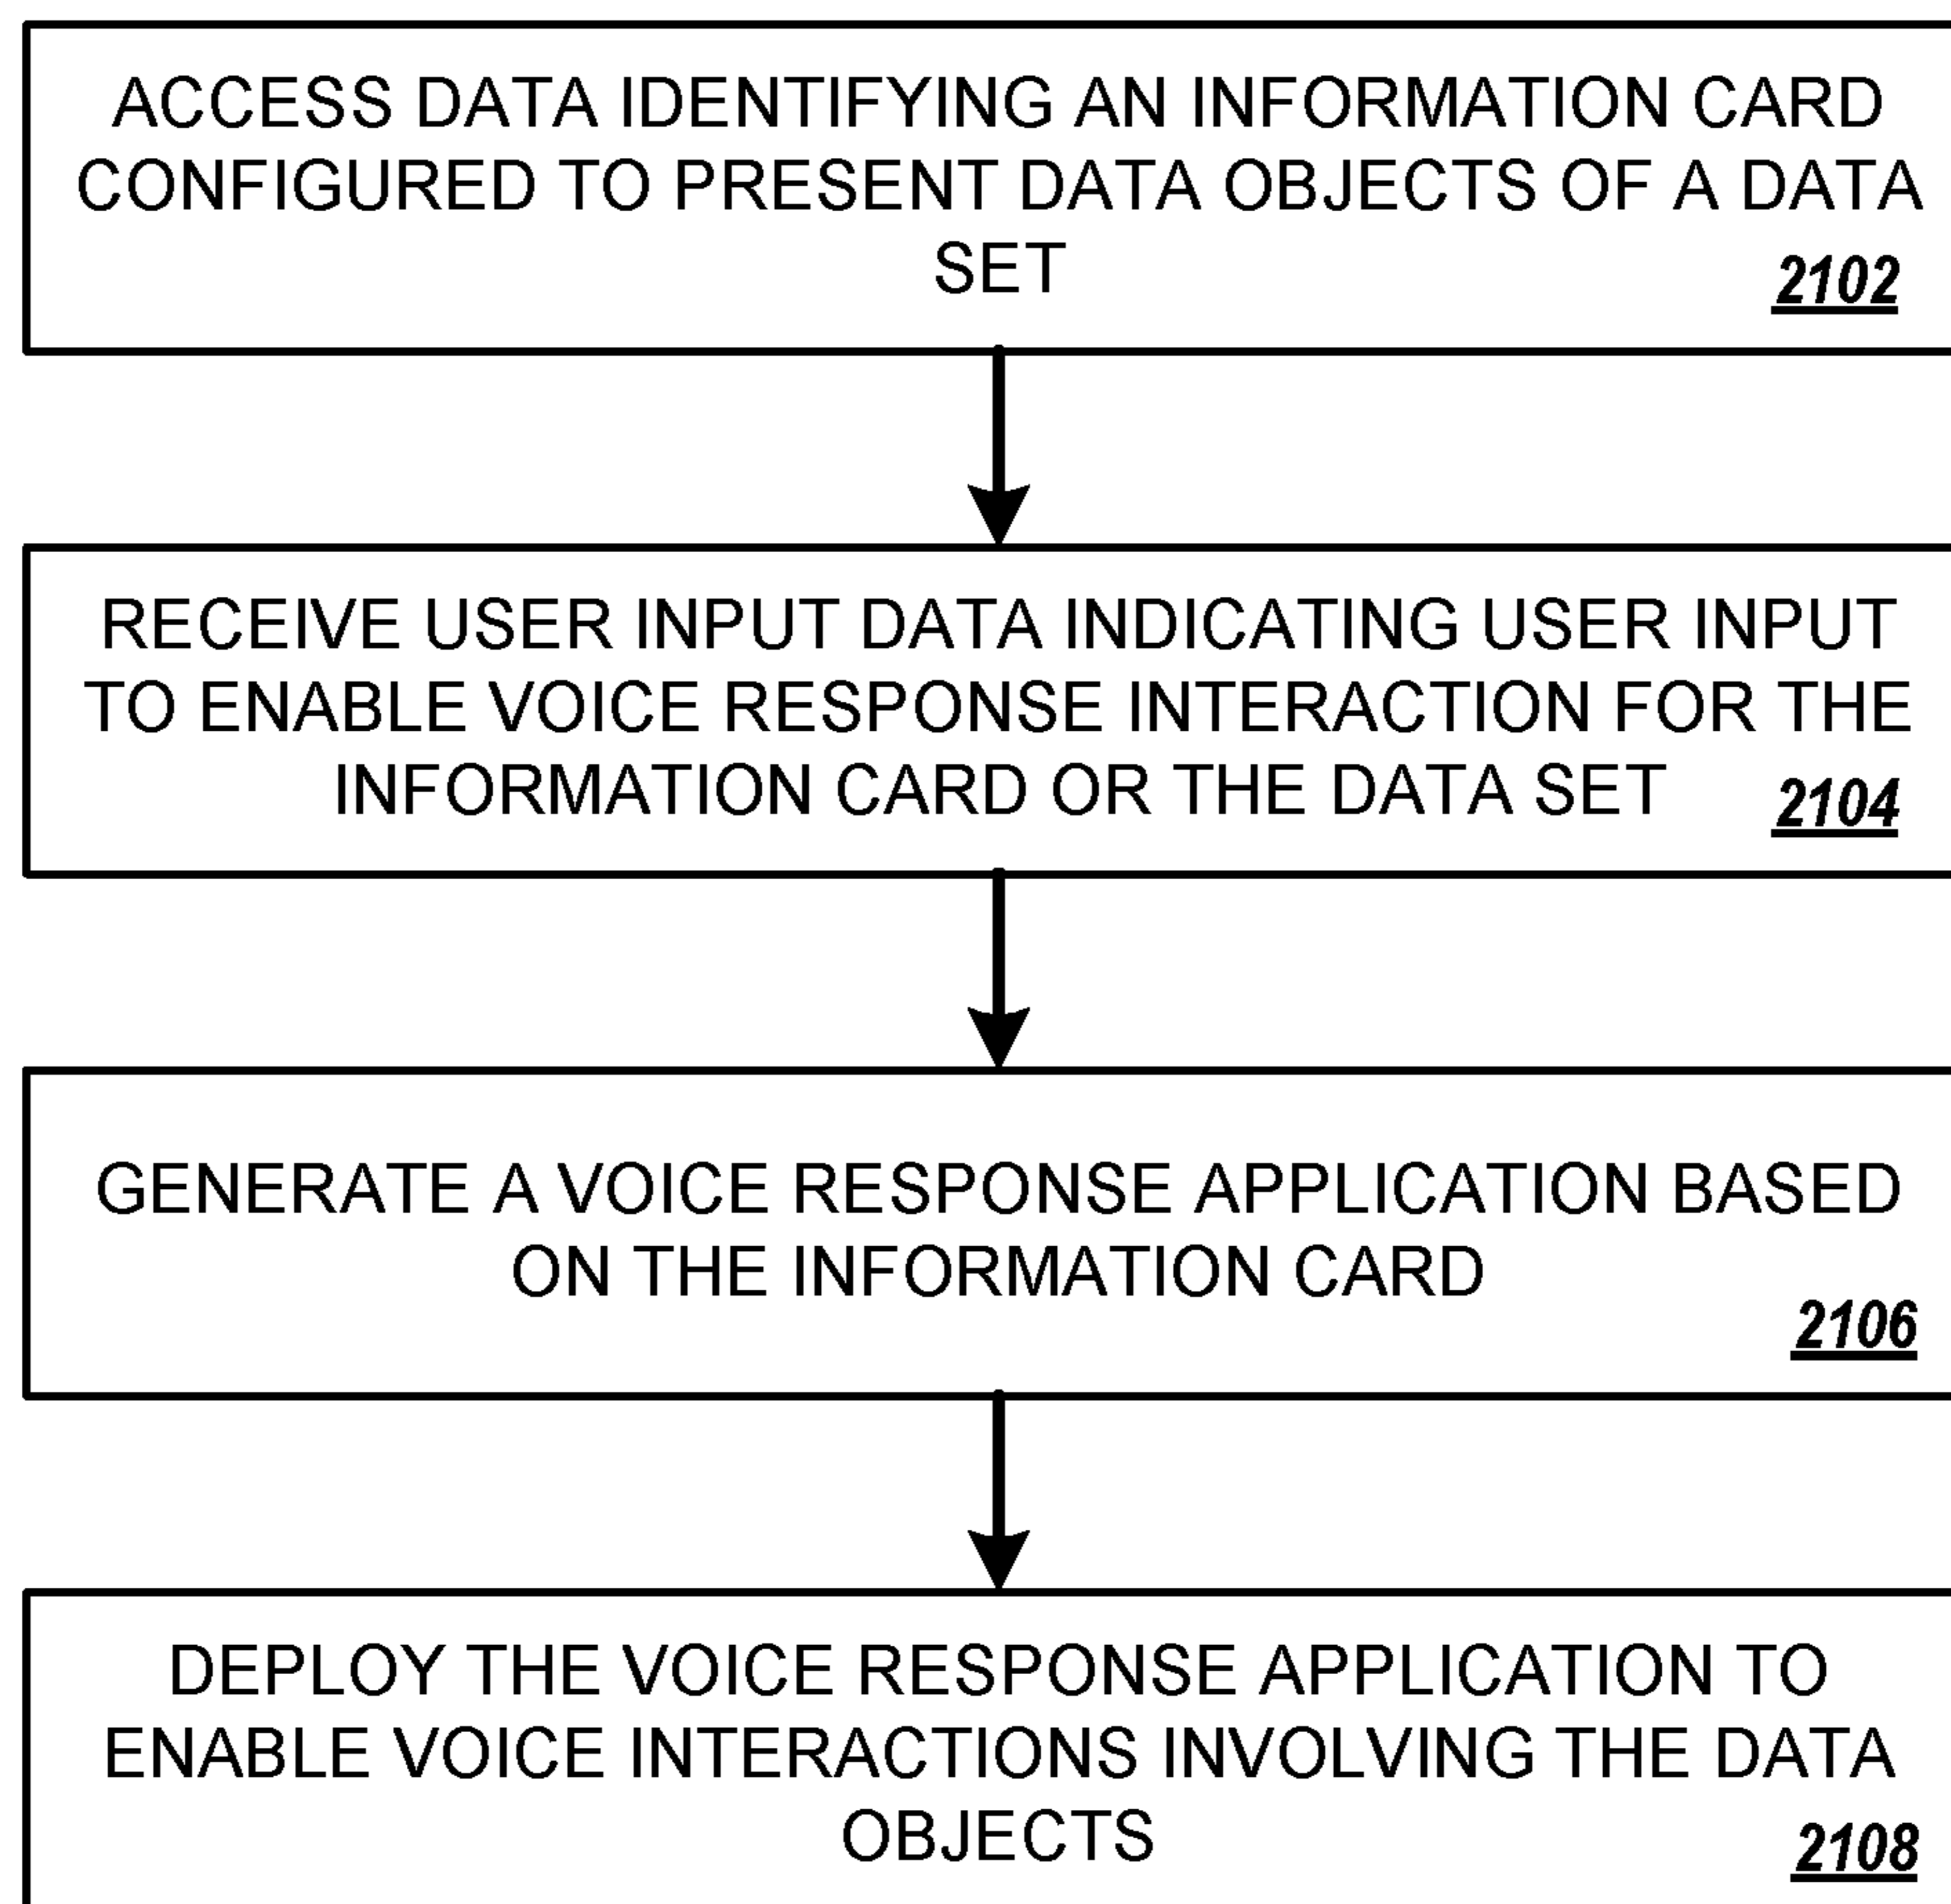 ACCESS DATA IDENTIFYING AN INFORMATION CARD
CONFIGURED TO PRESENT DATA OBJECTS OF A DATA
SET
2102
RECEIVE USER INPUT DATA INDICATING USER INPUT
TO ENABLE VOICE RESPONSE INTERACTION FOR THE
INFORMATION CARD OR THE DATA SET
2104
GENERATE A VOICE RESPONSE APPLICATION BASED
ON THE INFORMATION CARD
2106
DEPLOY THE VOICE RESPONSE APPLICATION TO
ENABLE VOICE INTERACTIONS INVOLVING THE DATA
OBJECTS
2108